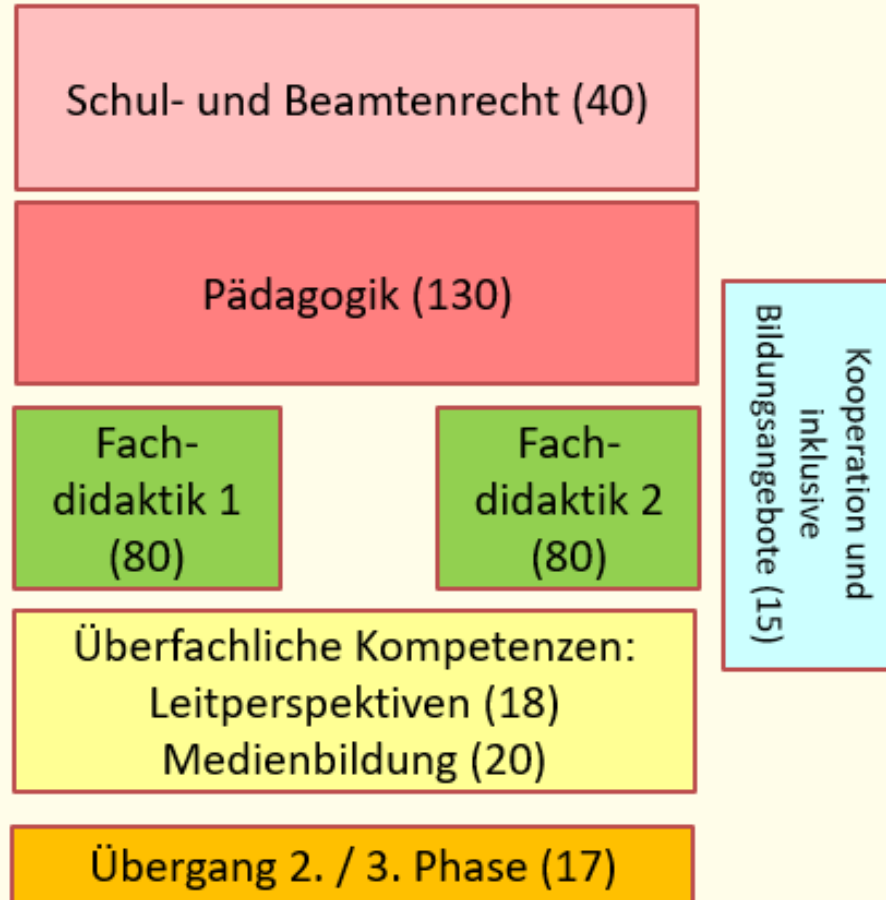 Schul- und Beamtenrecht (40)
Pädagogik (130)
Fach-
didaktik 1
(80)
Fach-
didaktik 2
(80)
Kooperation und
inklusive
Bildungsangebote (15)
Überfachliche Kompetenzen:
Leitperspektiven (18)
Medienbildung (20)
Übergang 2. / 3. Phase (17)